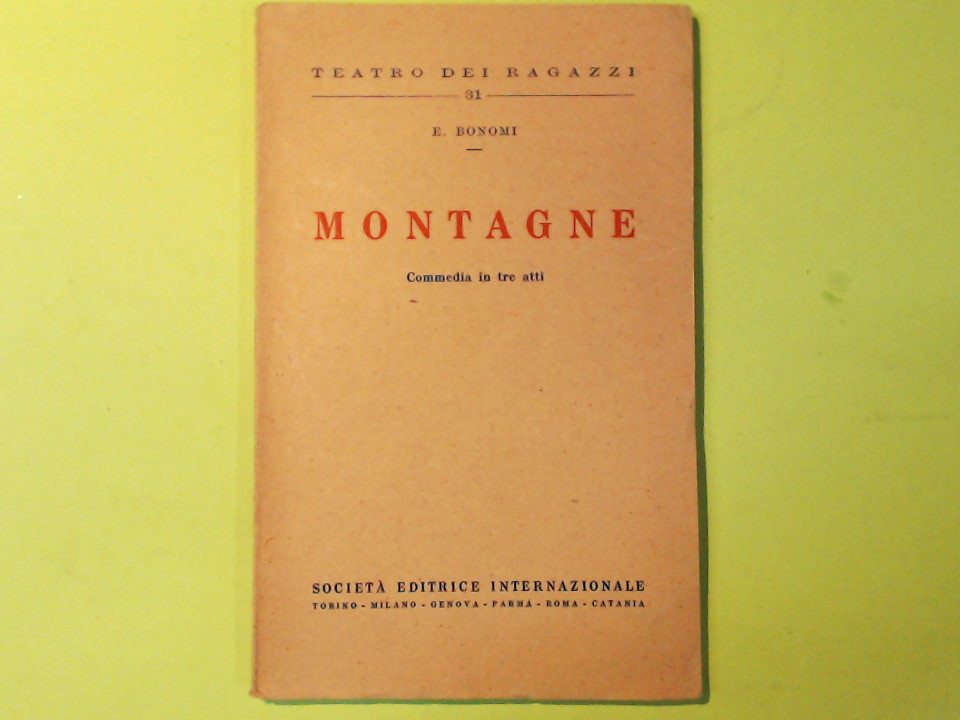 TEATRO DEI RAGAZZI
31
E. BONOMI
MONTAGNE
Commedia in tre atti
SOCIETÀ EDITRICE INTERNAZIONALE
TORINO - MILANO - GENOVA - PARMA - ROMA - CATANIA